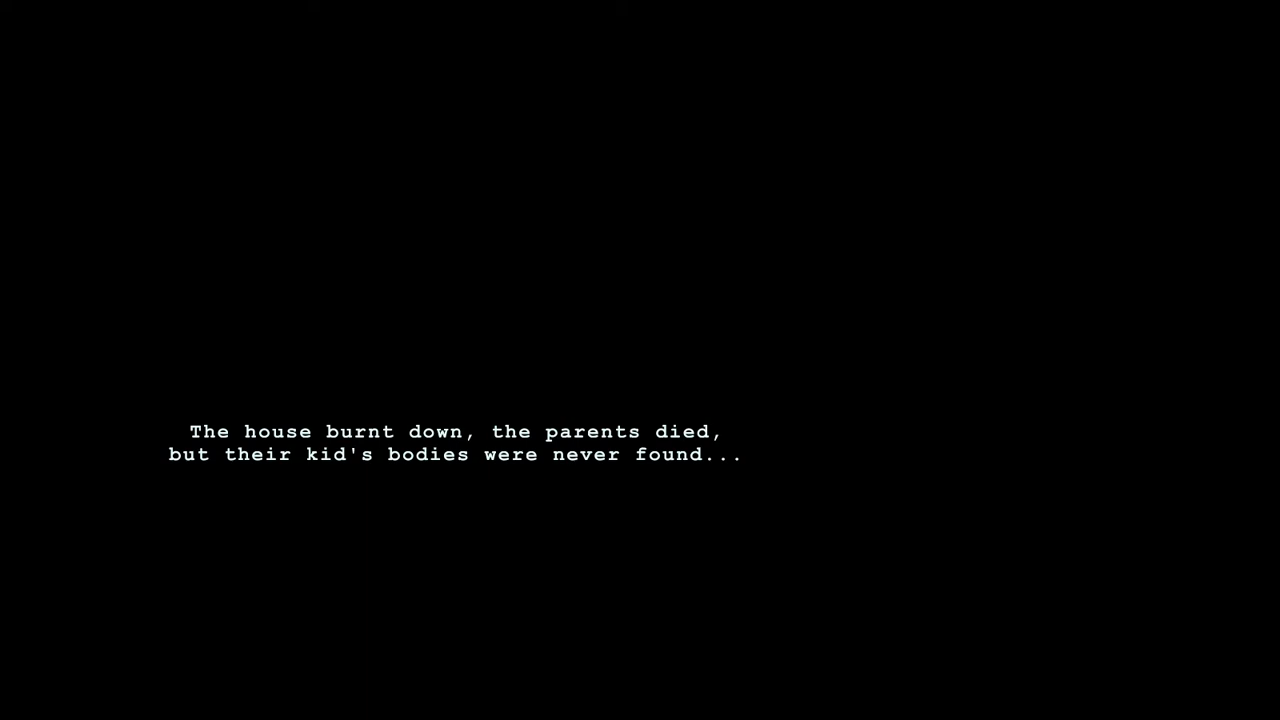 The house burnt down, the parents died,
but their kid's bodies were never found...